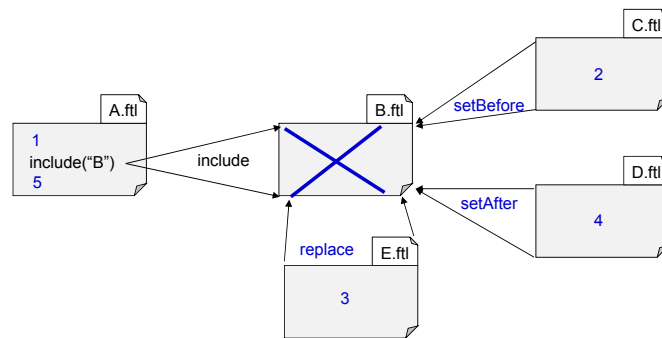 C.ftl
2
A.ftl
B.ftl
setBefore
1
include("B")
5
include
D.ftl
setAfter
4
replace
E.ftl
3